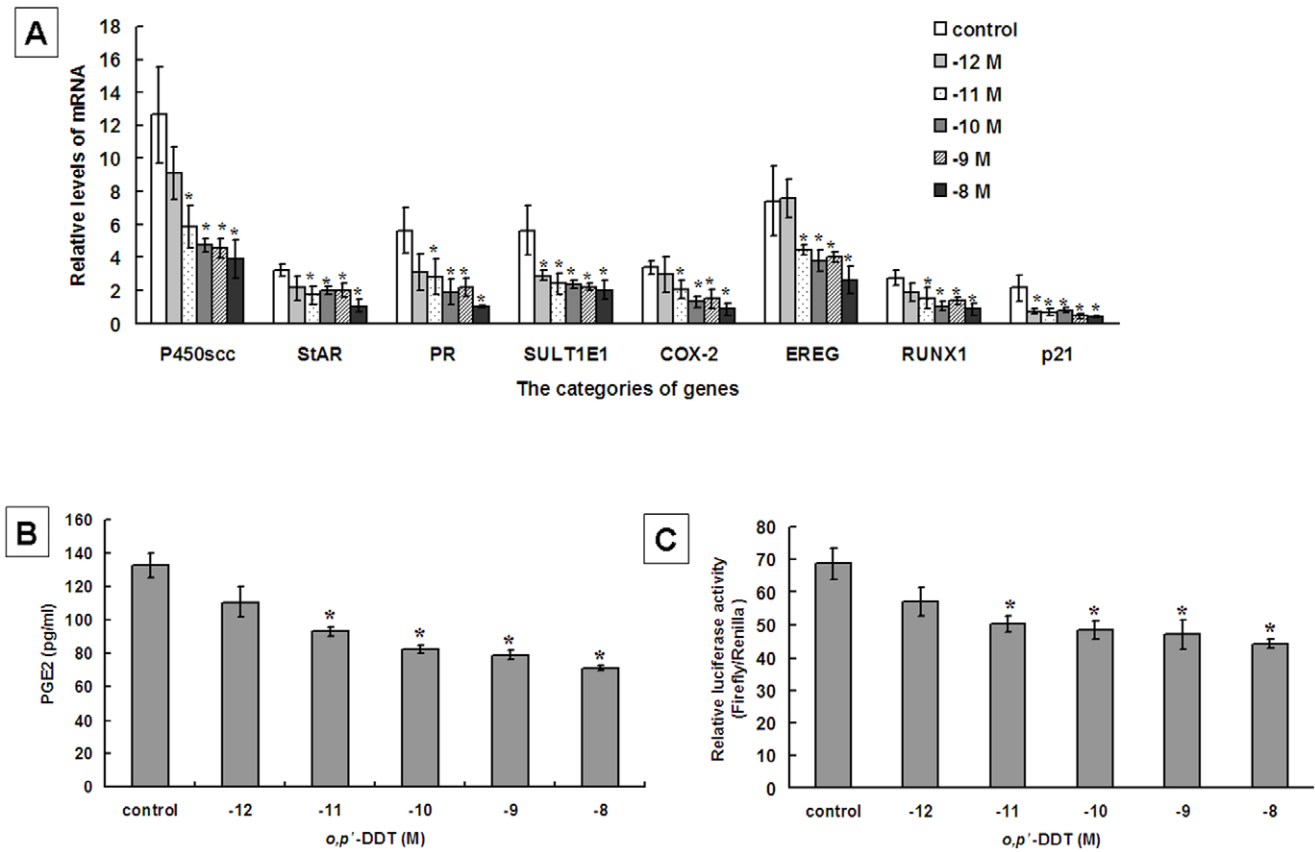 A
Relative levels of mRNA
18
16
14
12
10
8
6
4
2
0
control
-12 M
-11 M
-10 M
-9 M
-8 M
* * * *
* * * *
* * * *
* * * * *
* * * *
* * * *
* * * *
* * * * *
P450scc StAR PR SULT1E1 COX-2 EREG RUNX1 p21
The categories of genes
B
PGE2 (pg/ml)
160
140
120
100
80
60
40
20
0
* * * *
control -12 -11 -10 -9 -8
o,p'-DDT (M)
C
Relative luciferase activity
(Firefly/Renilla )
80
70
60
50
40
30
20
10
0
* * * *
control -12 -11 -10 -9 -8
o,p'-DDT (M)